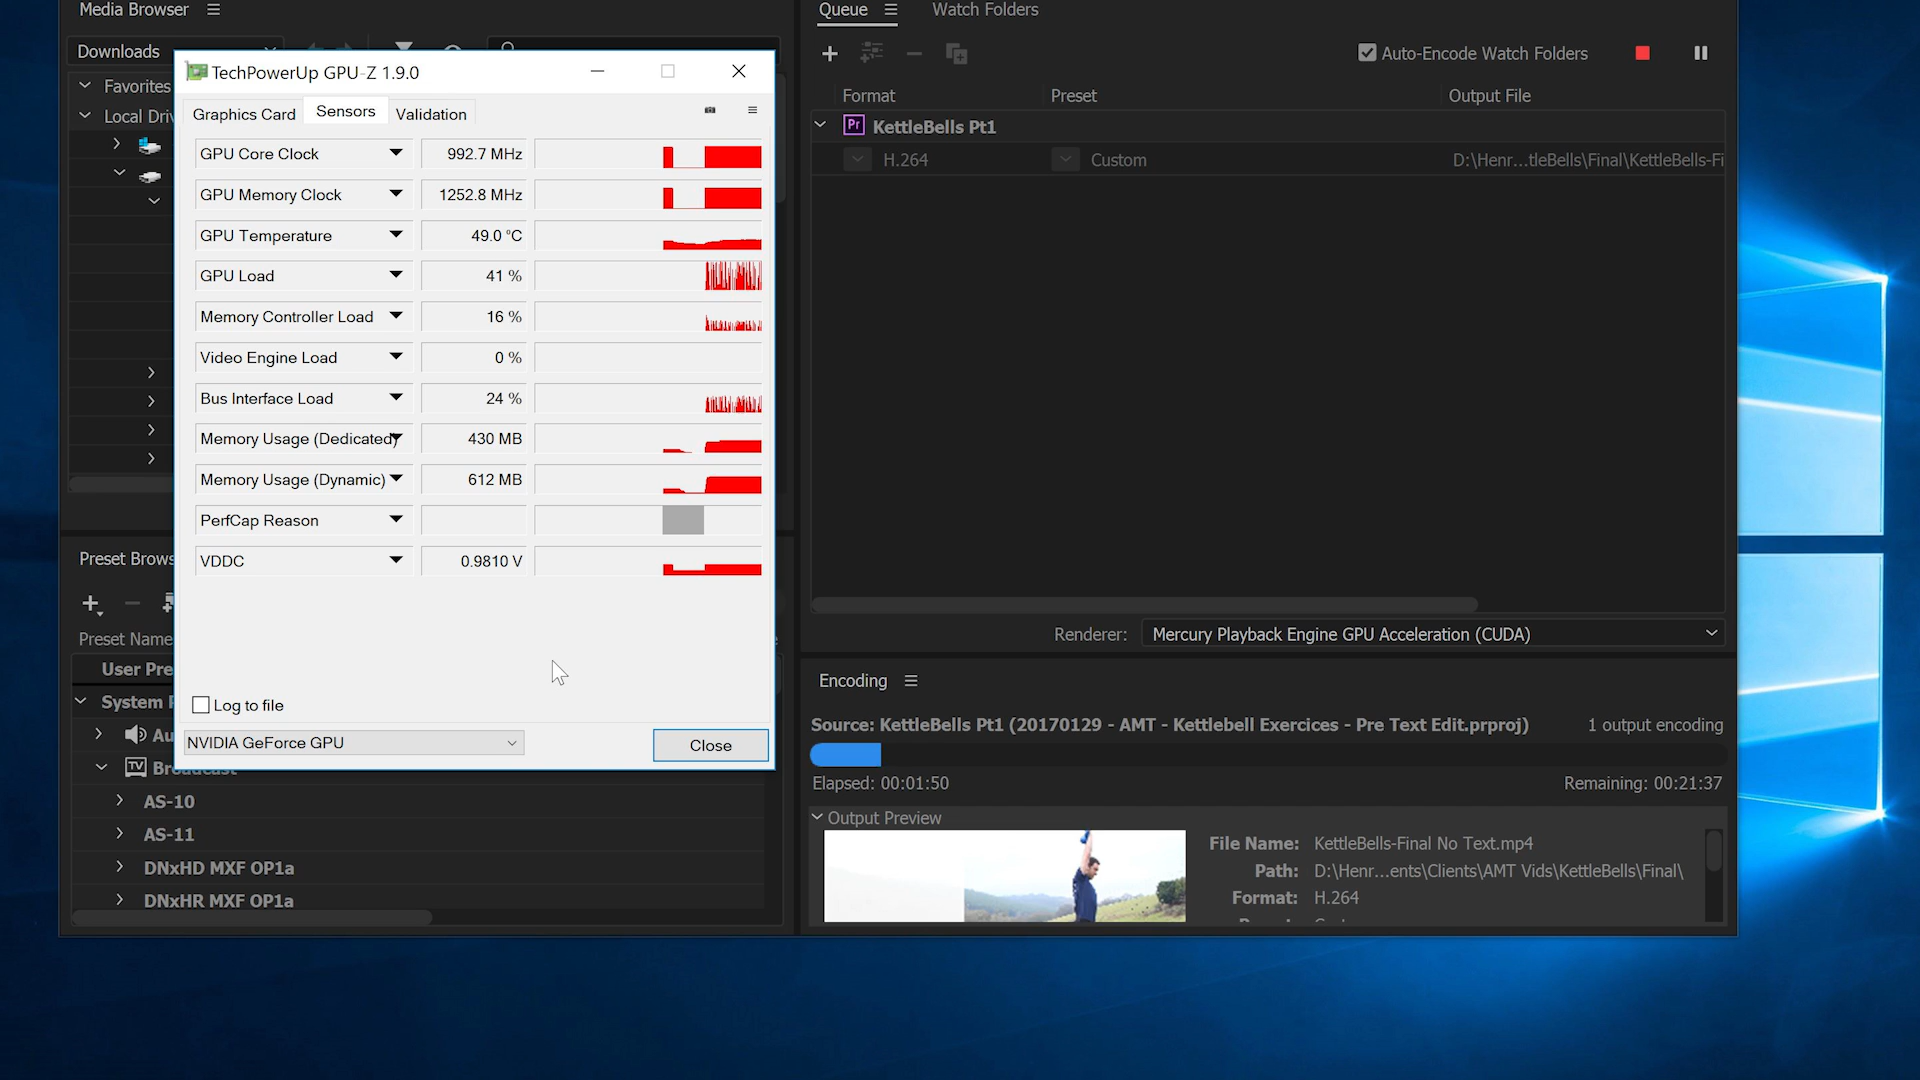 Media Browser
Downloads
Favorites
Local Driv
TechPowerUp GPU-Z 1.9.0
Graphics Card
Sensors
Validation
GPU Core Clock 992.7 MHz
GPU Memory Clock 1252.8 MHz
GPU Temperature 49.0 °C
GPU Load 41 %
Memory Controller Load 16 %
Video Engine Load 0 %
Bus Interface Load 24 %
Memory Usage (Dedicated) 430 MB
Memory Usage (Dynamic) 612 MB
PerfCap Reason
VDDC 0.9810 V
Log to file
NVIDIA GeForce GPU
Close
Preset Brows
Preset Name
User Pre
System P
Au
Broadcast
AS-10
AS-11
DNxHD MXF OP1a
DNxHR MXF OP1a
Queue
Watch Folders
Auto-Encode Watch Folders
Format Preset Output File
Pr KettleBells Pt1
H.264 Custom D:\Henr...tleBells\Final\KettleBells-Fi
Renderer: Mercury Playback Engine GPU Acceleration (CUDA)
Encoding
Source: KettleBells Pt1 (20170129 - AMT - Kettlebell Exercices - Pre Text Edit.prproj) 1 output encoding
Elapsed: 00:01:50 Remaining: 00:21:37
Output Preview
File Name: KettleBells-Final No Text.mp4
Path: D:\Henr...ents\Clients\AMT Vids\KettleBells\Final\
Format: H.264